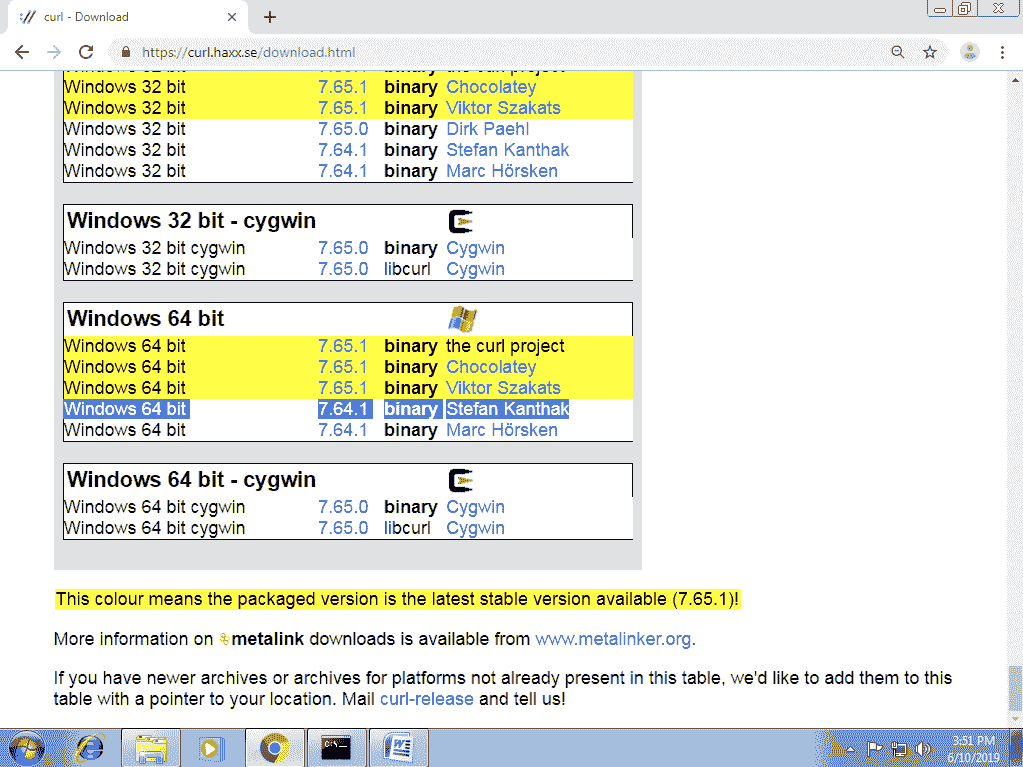 curl - Download
https://curl.haxx.se/download.html
Windows 32 bit binary the curl project
Windows 32 bit 7.65.1 binary Chocolatey
Windows 32 bit 7.65.1 binary Viktor Szakats
Windows 32 bit 7.65.0 binary Dirk Paehl
Windows 32 bit 7.64.1 binary Stefan Kanthak
Windows 32 bit 7.64.1 binary Marc Hörsken
Windows 32 bit - cygwin
Windows 32 bit cygwin 7.65.0 binary Cygwin
Windows 32 bit cygwin 7.65.0 libcurl Cygwin
Windows 64 bit
Windows 64 bit 7.65.1 binary the curl project
Windows 64 bit 7.65.1 binary Chocolatey
Windows 64 bit 7.65.1 binary Viktor Szakats
Windows 64 bit 7.64.1 binary Stefan Kanthak
Windows 64 bit 7.64.1 binary Marc Hörsken
Windows 64 bit - cygwin
Windows 64 bit cygwin 7.65.0 binary Cygwin
Windows 64 bit cygwin 7.65.0 libcurl Cygwin
This colour means the packaged version is the latest stable version available (7.65.1)!
More information on metalink downloads is available from www.metalinker.org.
If you have newer archives or archives for platforms not already present in this table, we'd like to add them to this
table with a pointer to your location. Mail curl-release and tell us!
3:51 PM
6/10/2019